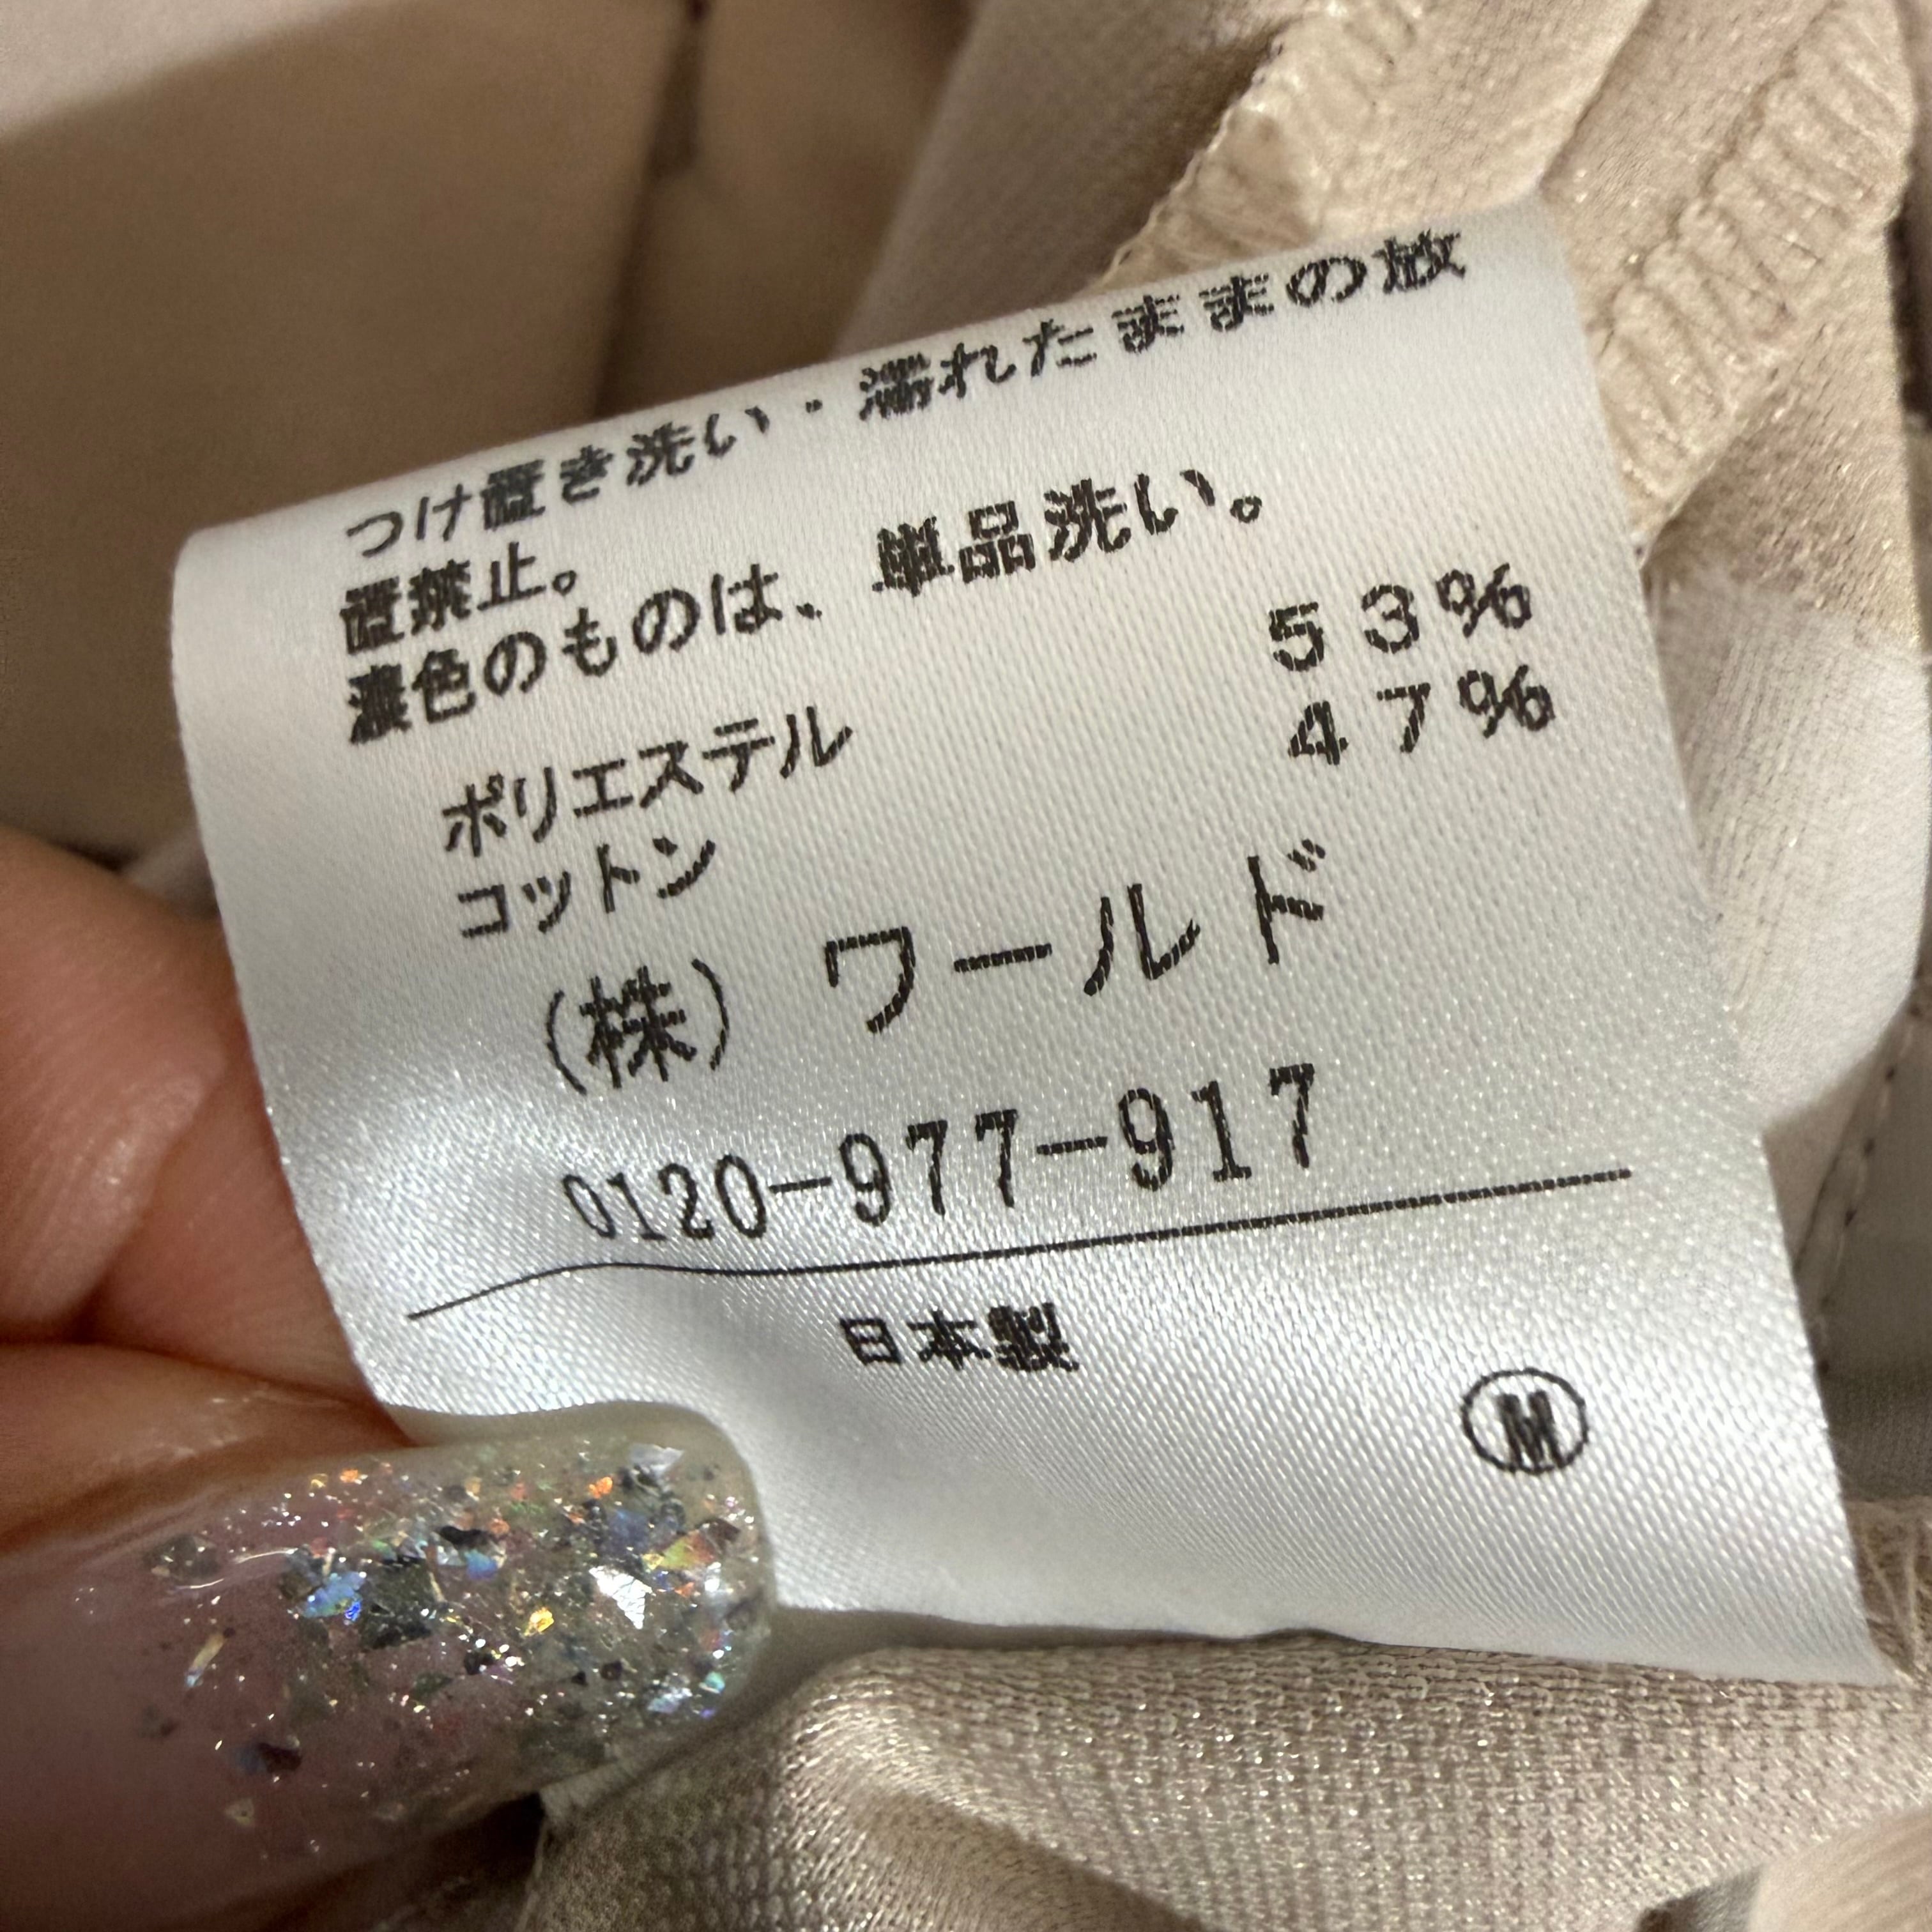 つけ置き洗い・濡れたままの放
置禁止。
濃色のものは、単品洗い。
ポリエステル 53%
コットン 47%
(株) ワールド
0120-977-917
日本製
Ⓜ